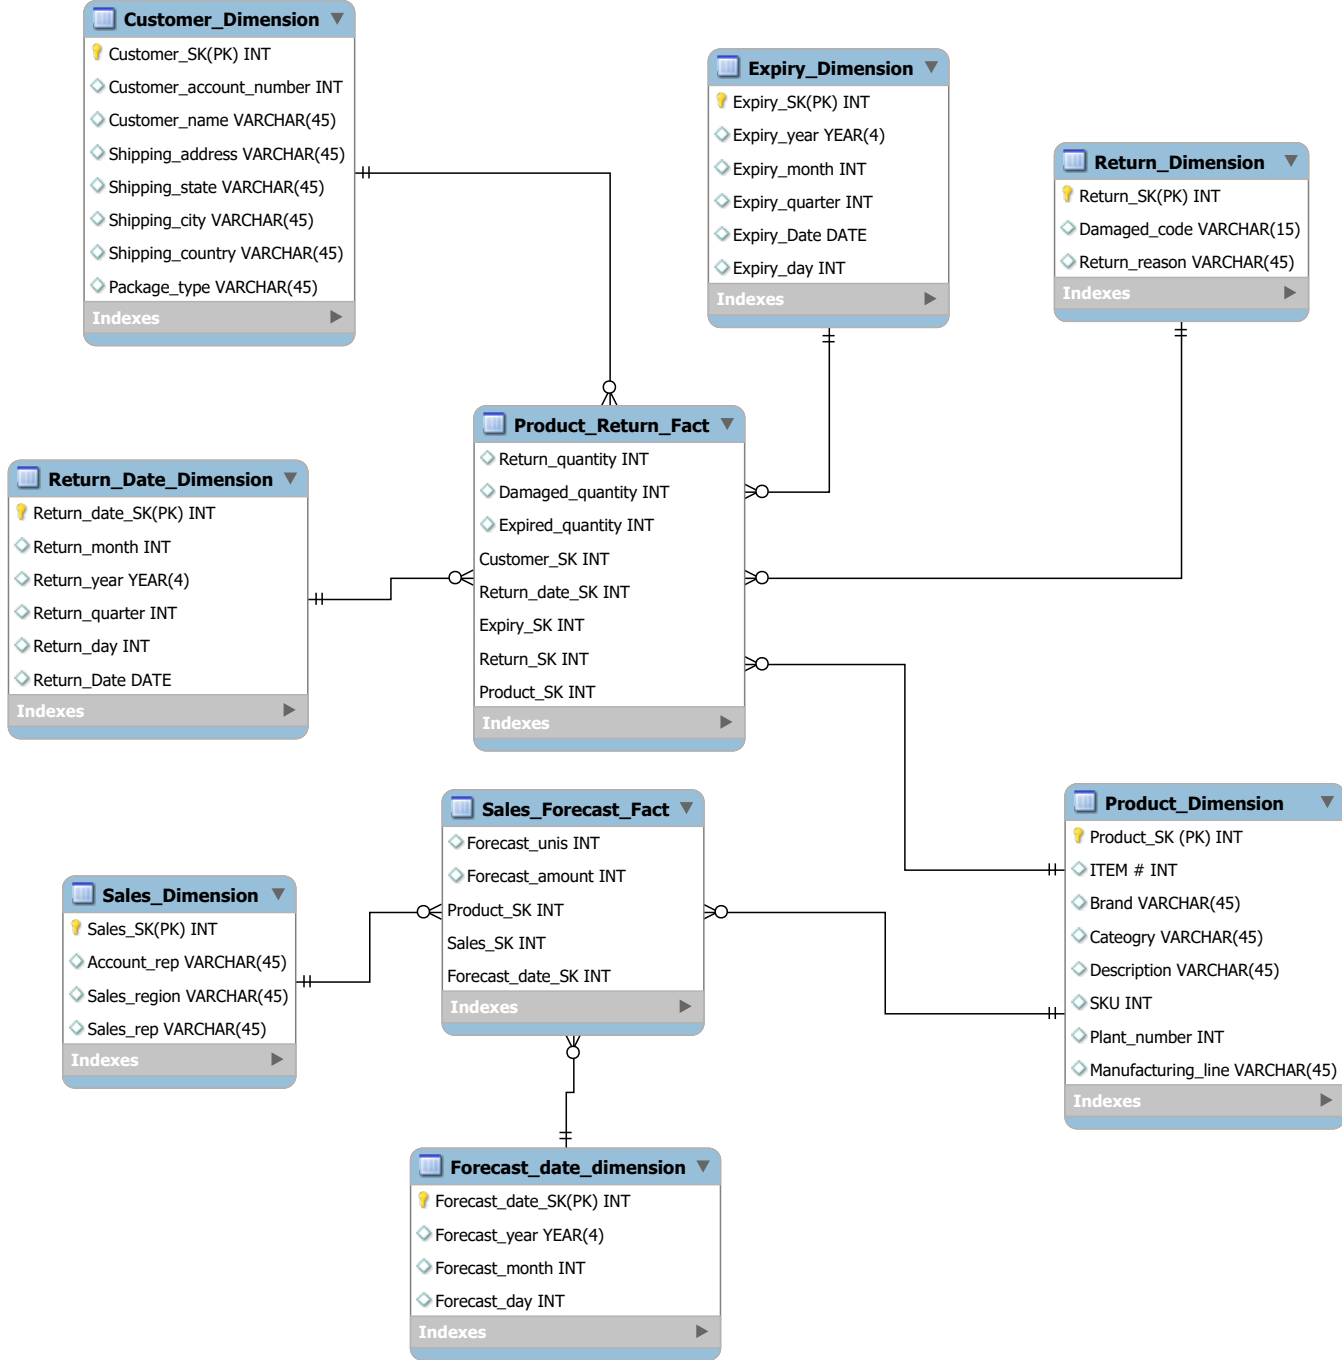 Customer_Dimension
Customer_SK(PK) INT
Customer_account_number INT
Customer_name VARCHAR(45)
Shipping_address VARCHAR(45)
Shipping_state VARCHAR(45)
Shipping_city VARCHAR(45)
Shipping_country VARCHAR(45)
Package_type VARCHAR(45)
Indexes
Expiry_Dimension
Expiry_SK(PK) INT
Expiry_year YEAR(4)
Expiry_month INT
Expiry_quarter INT
Expiry_Date DATE
Expiry_day INT
Indexes
Return_Dimension
Return_SK(PK) INT
Damaged_code VARCHAR(15)
Return_reason VARCHAR(45)
Indexes
Product_Return_Fact
Return_quantity INT
Damaged_quantity INT
Expired_quantity INT
Customer_SK INT
Return_date_SK INT
Expiry_SK INT
Return_SK INT
Product_SK INT
Indexes
Return_Date_Dimension
Return_date_SK(PK) INT
Return_month INT
Return_year YEAR(4)
Return_quarter INT
Return_day INT
Return_Date DATE
Indexes
Sales_Forecast_Fact
Forecast_unis INT
Forecast_amount INT
Product_SK INT
Sales_SK INT
Forecast_date_SK INT
Indexes
Product_Dimension
Product_SK (PK) INT
ITEM # INT
Brand VARCHAR(45)
Cateogry VARCHAR(45)
Description VARCHAR(45)
SKU INT
Plant_number INT
Manufacturing_line VARCHAR(45)
Indexes
Sales_Dimension
Sales_SK(PK) INT
Account_rep VARCHAR(45)
Sales_region VARCHAR(45)
Sales_rep VARCHAR(45)
Indexes
Forecast_date_dimension
Forecast_date_SK(PK) INT
Forecast_year YEAR(4)
Forecast_month INT
Forecast_day INT
Indexes